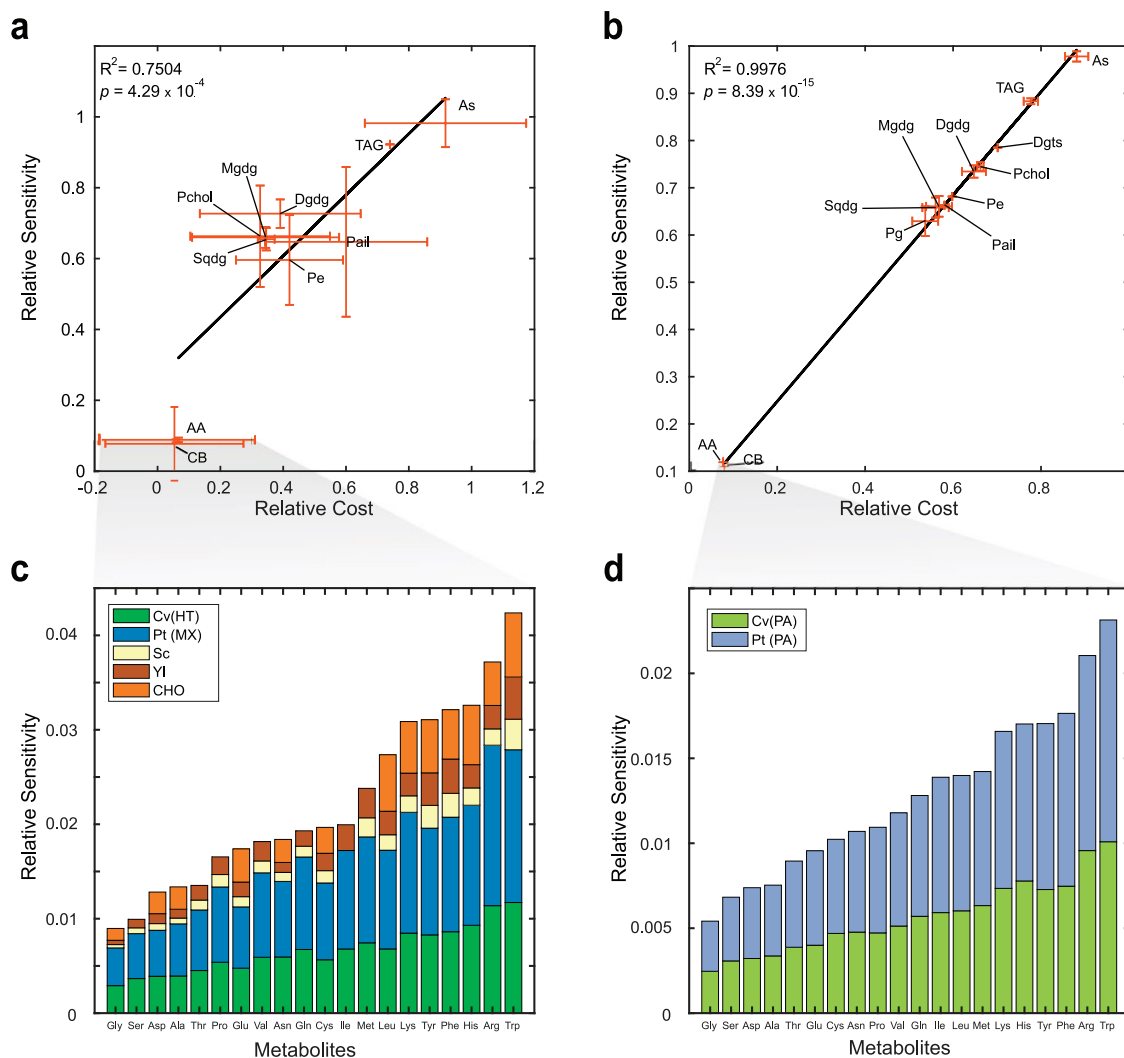 a
R2= 0.7504
p = 4.29 x 10-4
As
TAG
Mgdg
Pchol
Dgdg
Sqdg
Pail
Pe
AA
CB
1
0.8
0.6
0.4
0.2
0
-0.2 0 0.2 0.4 0.6 0.8 1 1.2
Relative Sensitivity
Relative Cost
b
R2= 0.9976
p = 8.39 x 10-15
As
TAG
Mgdg
Dgdg
Dgts
Pchol
Sqdg
Pe
Pg
Pail
AA
CB
1
0.9
0.8
0.7
0.6
0.5
0.4
0.3
0.2
0.1
0 0.2 0.4 0.6 0.8
Relative Sensitivity
Relative Cost
c
Cv(HT)
Pt (MX)
Sc
Yl
CHO
0.04
0.03
0.02
0.01
0
Relative Sensitivity
Gly Ser Asp Ala Thr Pro Glu Val Asn Gln Cys Ile Met Leu Lys Tyr Phe His Arg Trp
Metabolites
d
Cv(PA)
Pt (PA)
0.02
0.015
0.01
0.005
0
Relative Sensitivity
Gly Ser Asp Ala Thr Glu Cys Asn Pro Val Gln Ile Leu Met Lys His Tyr Phe Arg Trp
Metabolites